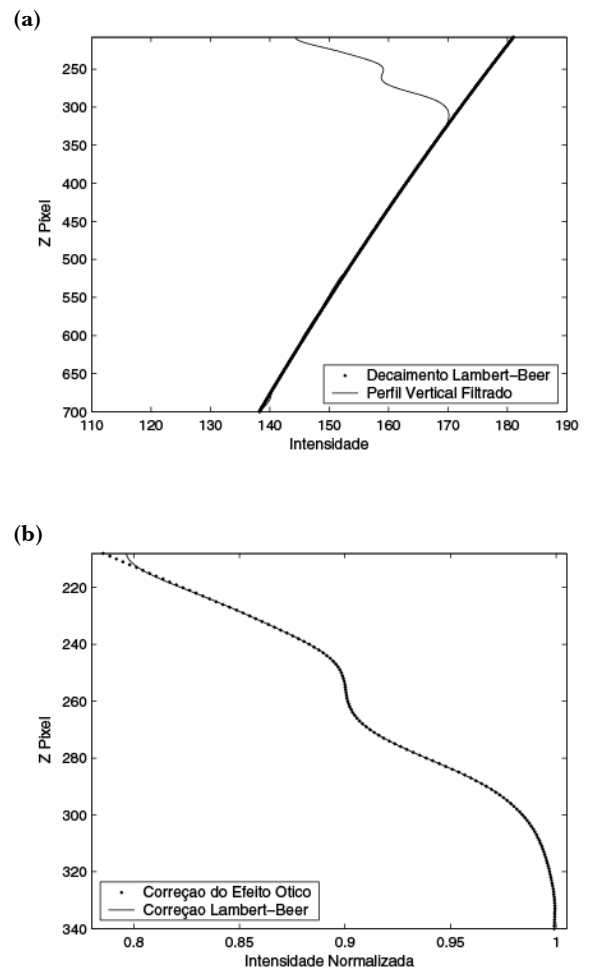 (a)
250
300
350
400
450
500
550
600
650
700
Z Pixel
110 120 130 140 150 160 170 180 190
Intensidade
Decaimento Lambert–Beer
Perfil Vertical Filtrado
(b)
220
240
260
280
300
320
340
Z Pixel
0.8 0.85 0.9 0.95 1
Intensidade Normalizada
Correçao do Efeito Otico
Correçao Lambert–Beer